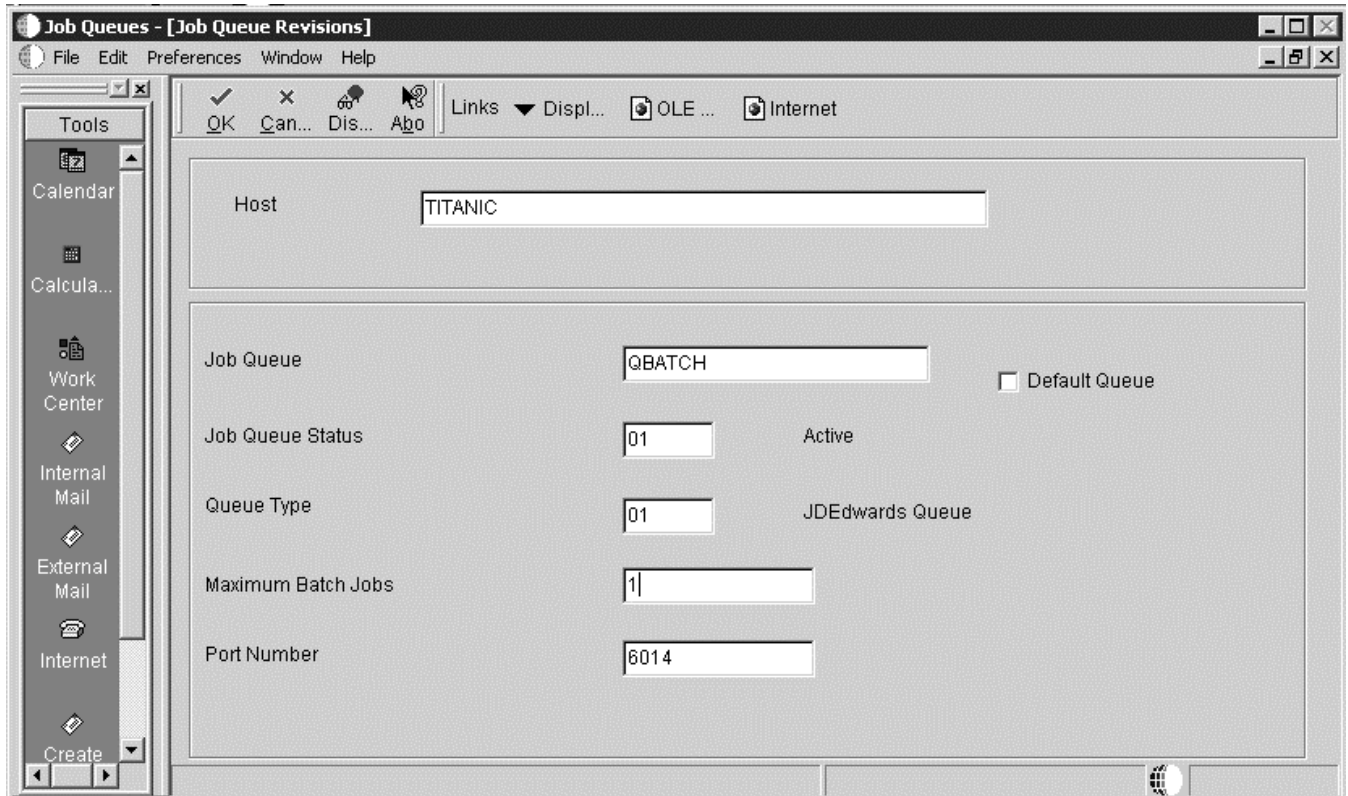 Job Queues - [Job Queue Revisions]
File Edit Preferences Window Help
Tools
OK Can... Dis... Abo Links Displ... OLE ... Internet
Calendar
Calcula...
Work
Center
Internal
Mail
External
Mail
Internet
Create
Host TITANIC
Job Queue QBATCH Default Queue
Job Queue Status 01 Active
Queue Type 01 JDEdwards Queue
Maximum Batch Jobs 1
Port Number 6014